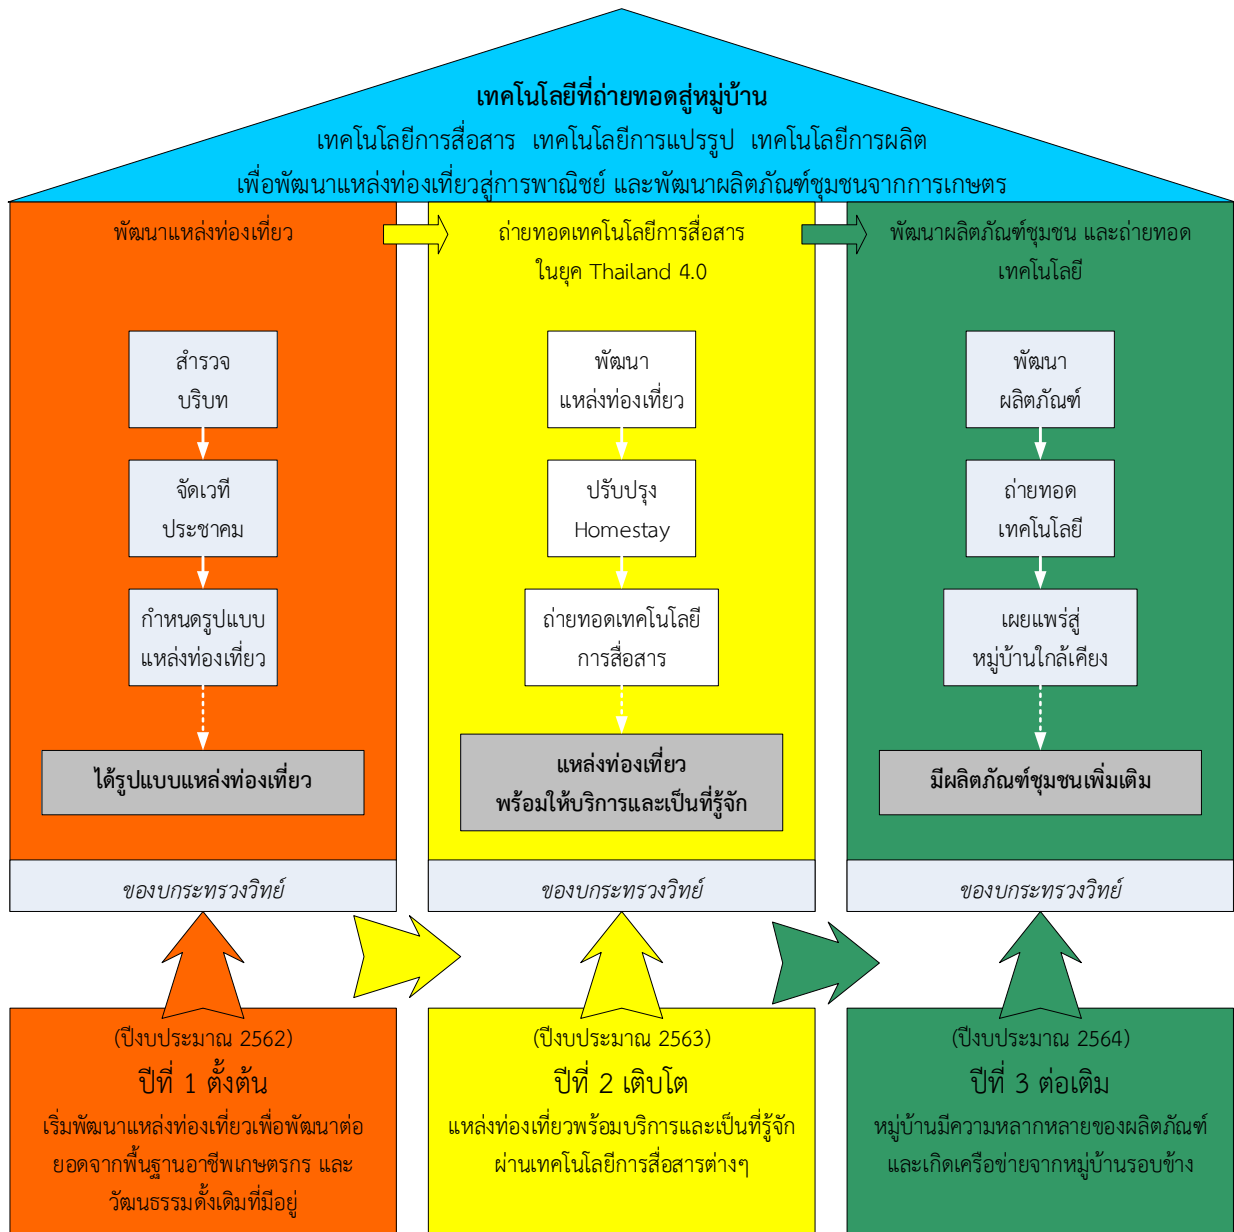 เทคโนโลยีที่ถ่ายทอดสู่หมู่บ้าน
เทคโนโลยีการสื่อสาร เทคโนโลยีการแปรรูป เทคโนโลยีการผลิต
เพื่อพัฒนาแหล่งท่องเที่ยวสู่การพาณิชย์ และพัฒนาผลิตภัณฑ์ชุมชนจากการเกษตร
พัฒนาแหล่งท่องเที่ยว
สำรวจ
บริบท
จัดเวที
ประชาคม
กำหนดรูปแบบ
แหล่งท่องเที่ยว
ได้รูปแบบแหล่งท่องเที่ยว
ของบกระทรวงวิทย์
ถ่ายทอดเทคโนโลยีการสื่อสาร
ในยุค Thailand 4.0
พัฒนา
แหล่งท่องเที่ยว
ปรับปรุง
Homestay
ถ่ายทอดเทคโนโลยี
การสื่อสาร
แหล่งท่องเที่ยว
พร้อมให้บริการและเป็นที่รู้จัก
ของบกระทรวงวิทย์
พัฒนาผลิตภัณฑ์ชุมชน และถ่ายทอด
เทคโนโลยี
พัฒนา
ผลิตภัณฑ์
ถ่ายทอด
เทคโนโลยี
เผยแพร่สู่
หมู่บ้านใกล้เคียง
มีผลิตภัณฑ์ชุมชนเพิ่มเติม
ของบกระทรวงวิทย์
(ปีงบประมาณ 2562)
ปีที่ 1 ตั้งต้น
เริ่มพัฒนาแหล่งท่องเที่ยวเพื่อพัฒนาต่อ
ยอดจากพื้นฐานอาชีพเกษตรกร และ
วัฒนธรรมดั้งเดิมที่มีอยู่
(ปีงบประมาณ 2563)
ปีที่ 2 เติบโต
แหล่งท่องเที่ยวพร้อมบริการและเป็นที่รู้จัก
ผ่านเทคโนโลยีการสื่อสารต่างๆ
(ปีงบประมาณ 2564)
ปีที่ 3 ต่อเติม
หมู่บ้านมีความหลากหลายของผลิตภัณฑ์
และเกิดเครือข่ายจากหมู่บ้านรอบข้าง